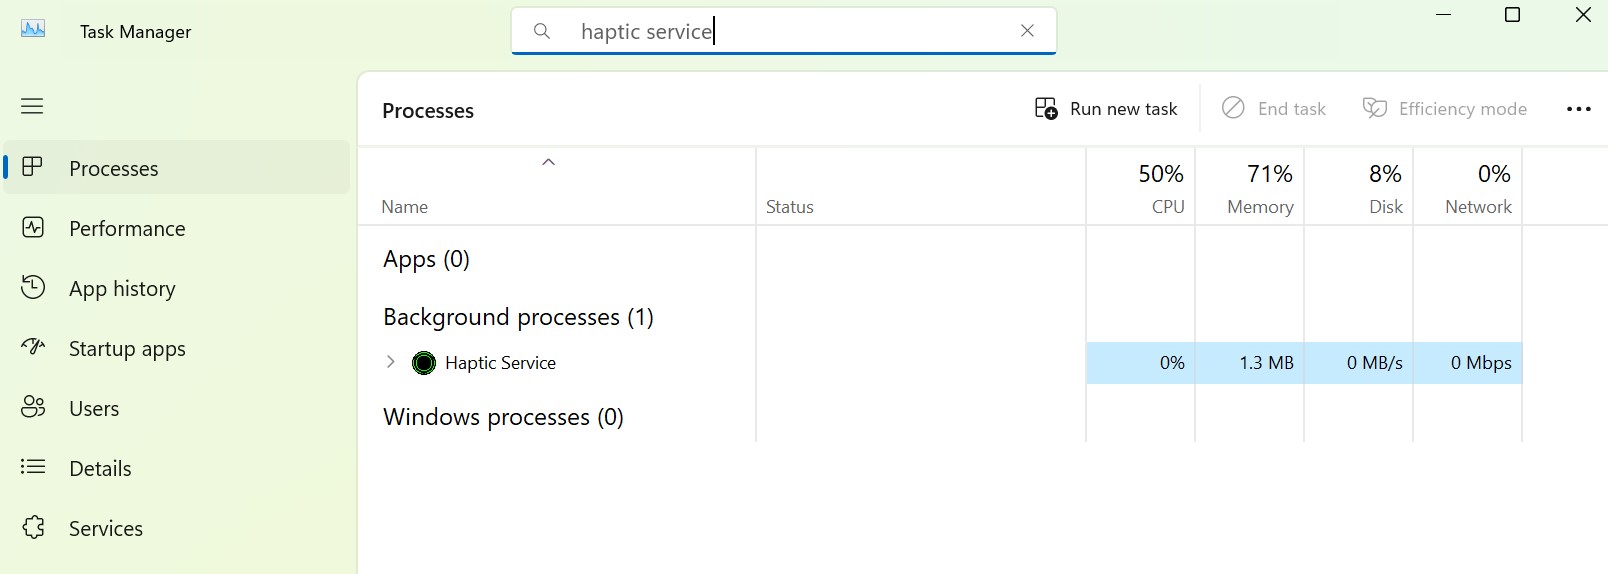 Task Manager
haptic service
Processes
Run new task
End task
Efficiency mode
Processes
Performance
App history
Startup apps
Users
Details
Services
50% 71% 8% 0%
Name Status CPU Memory Disk Network
Apps (0)
Background processes (1)
Haptic Service 0% 1.3 MB 0 MB/s 0 Mbps
Windows processes (0)